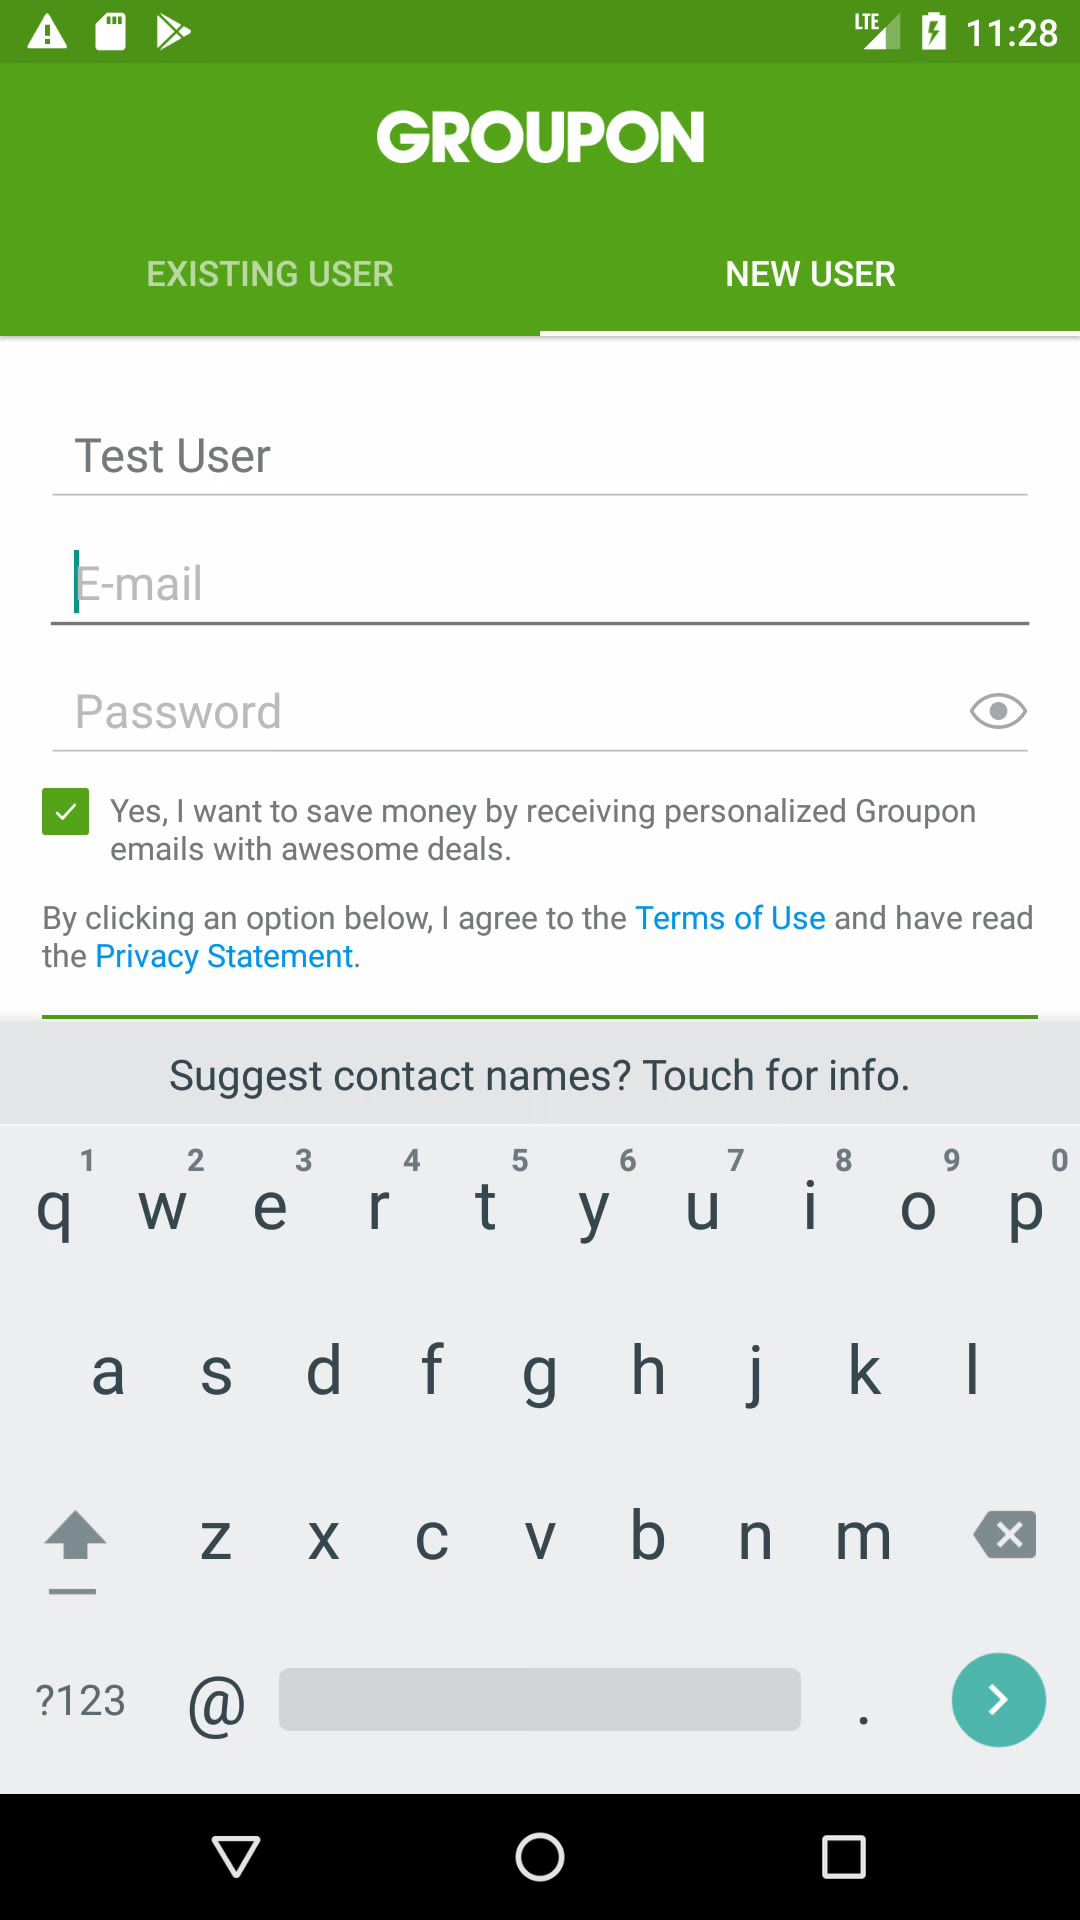 LTE 11:28
GROUPON
EXISTING USER NEW USER
Test User
E-mail
Password
Yes, I want to save money by receiving personalized Groupon
emails with awesome deals.
By clicking an option below, I agree to the Terms of Use and have read
the Privacy Statement.
Suggest contact names? Touch for info.
1 2 3 4 5 6 7 8 9 0
q w e r t y u i o p
a s d f g h j k l
z x c v b n m
?123 @ .